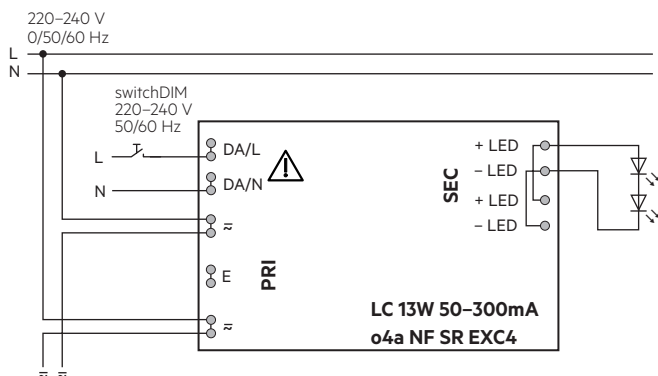 220–240 V
0/50/60 Hz
L
N
switchDIM
220–240 V
50/60 Hz
L
DA/L
N
DA/N
≂
E
≂
PRI
SEC
+ LED
– LED
+ LED
– LED
LC 13W 50–300mA
o4a NF SR EXC4
≂ ≂